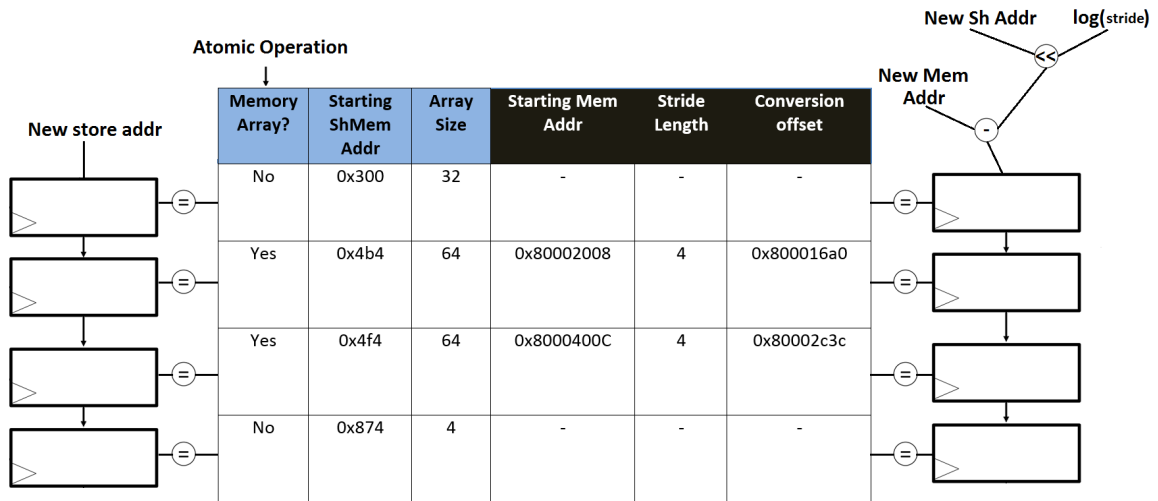 New Sh Addr
log(stride)
<<
Atomic Operation
New Mem
Addr
-
New store addr
Memory Array?
Starting ShMem Addr
Array Size
Starting Mem Addr
Stride Length
Conversion offset
No 0x300 32 - - -
= =
Yes 0x4b4 64 0x80002008 4 0x800016a0
= =
Yes 0x4f4 64 0x8000400C 4 0x80002c3c
= =
No 0x874 4 - - -
= =